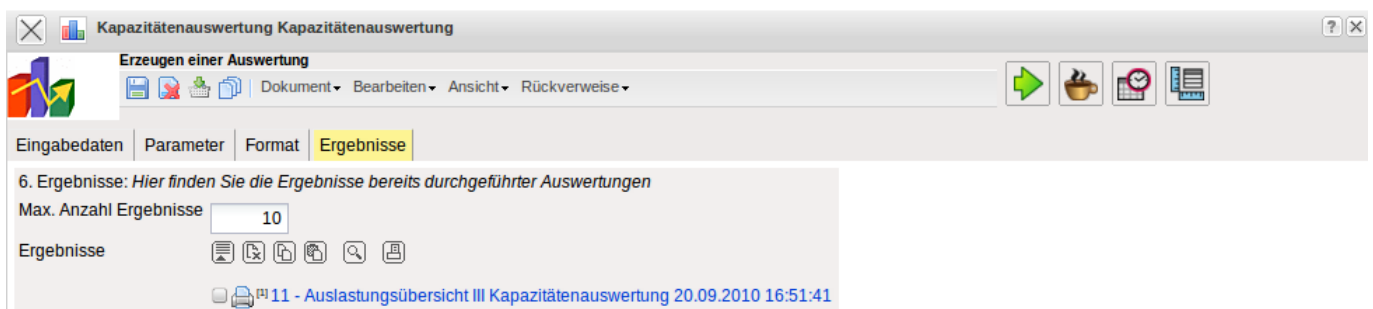 Kapazitätenauswertung Kapazitätenauswertung
?
Erzeugen einer Auswertung
Dokument Bearbeiten Ansicht Rückverweise
Eingabedaten Parameter Format Ergebnisse
6. Ergebnisse: Hier finden Sie die Ergebnisse bereits durchgeführter Auswertungen
Max. Anzahl Ergebnisse 10
Ergebnisse
[1] 11 - Auslastungsübersicht III Kapazitätenauswertung 20.09.2010 16:51:41